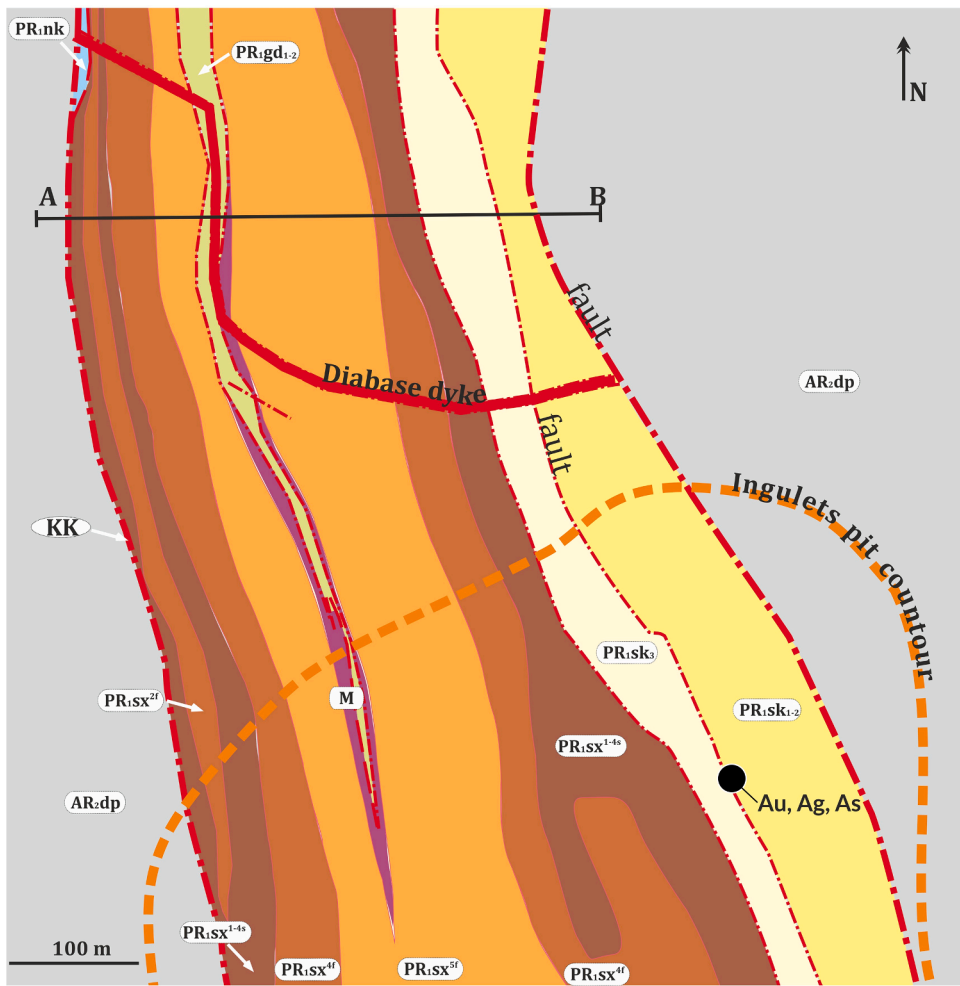 PR₁nk
PR₁gd₁₋₂
N
A
B
fault
Diabase dyke
AR₂dp
fault
Ingulets pit countour
KK
PR₁sk₃
PR₁sx²ᶠ
M
PR₁sk₁₋₂
PR₁sx¹⁻⁴ˢ
AR₂dp
Au, Ag, As
PR₁sx¹⁻⁴ˢ
100 m
PR₁sx⁴ᶠ
PR₁sx⁵ᶠ
PR₁sx⁴ᶠ